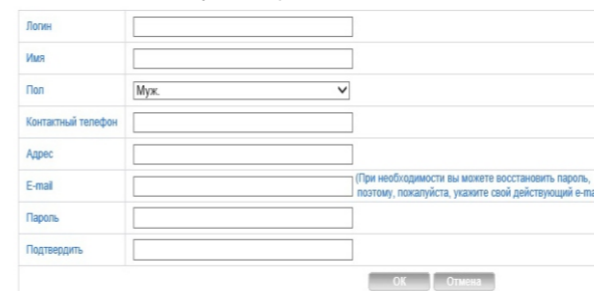 Логин
Имя
Пол Муж.
Контактный телефон
Адрес
E-mail (При необходимости вы можете восстановить пароль,
поэтому, пожалуйста, укажите свой действующий e-ma
Пароль
Подтвердить
OK Отмена